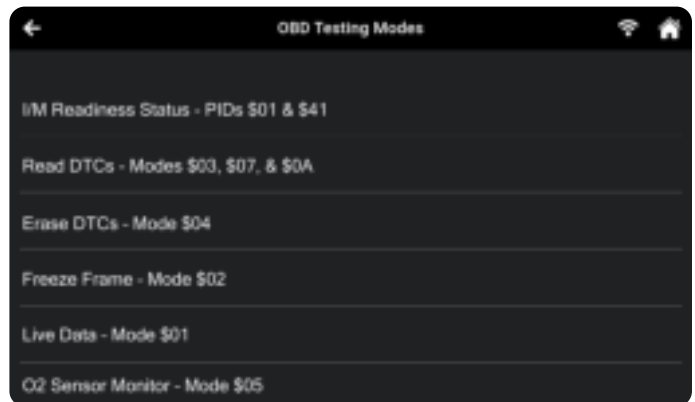 OBD Testing Modes
I/M Readiness Status - PIDs $01 & $41
Read DTCs - Modes $03, $07, & $0A
Erase DTCs - Mode $04
Freeze Frame - Mode $02
Live Data - Mode $01
O2 Sensor Monitor - Mode $05